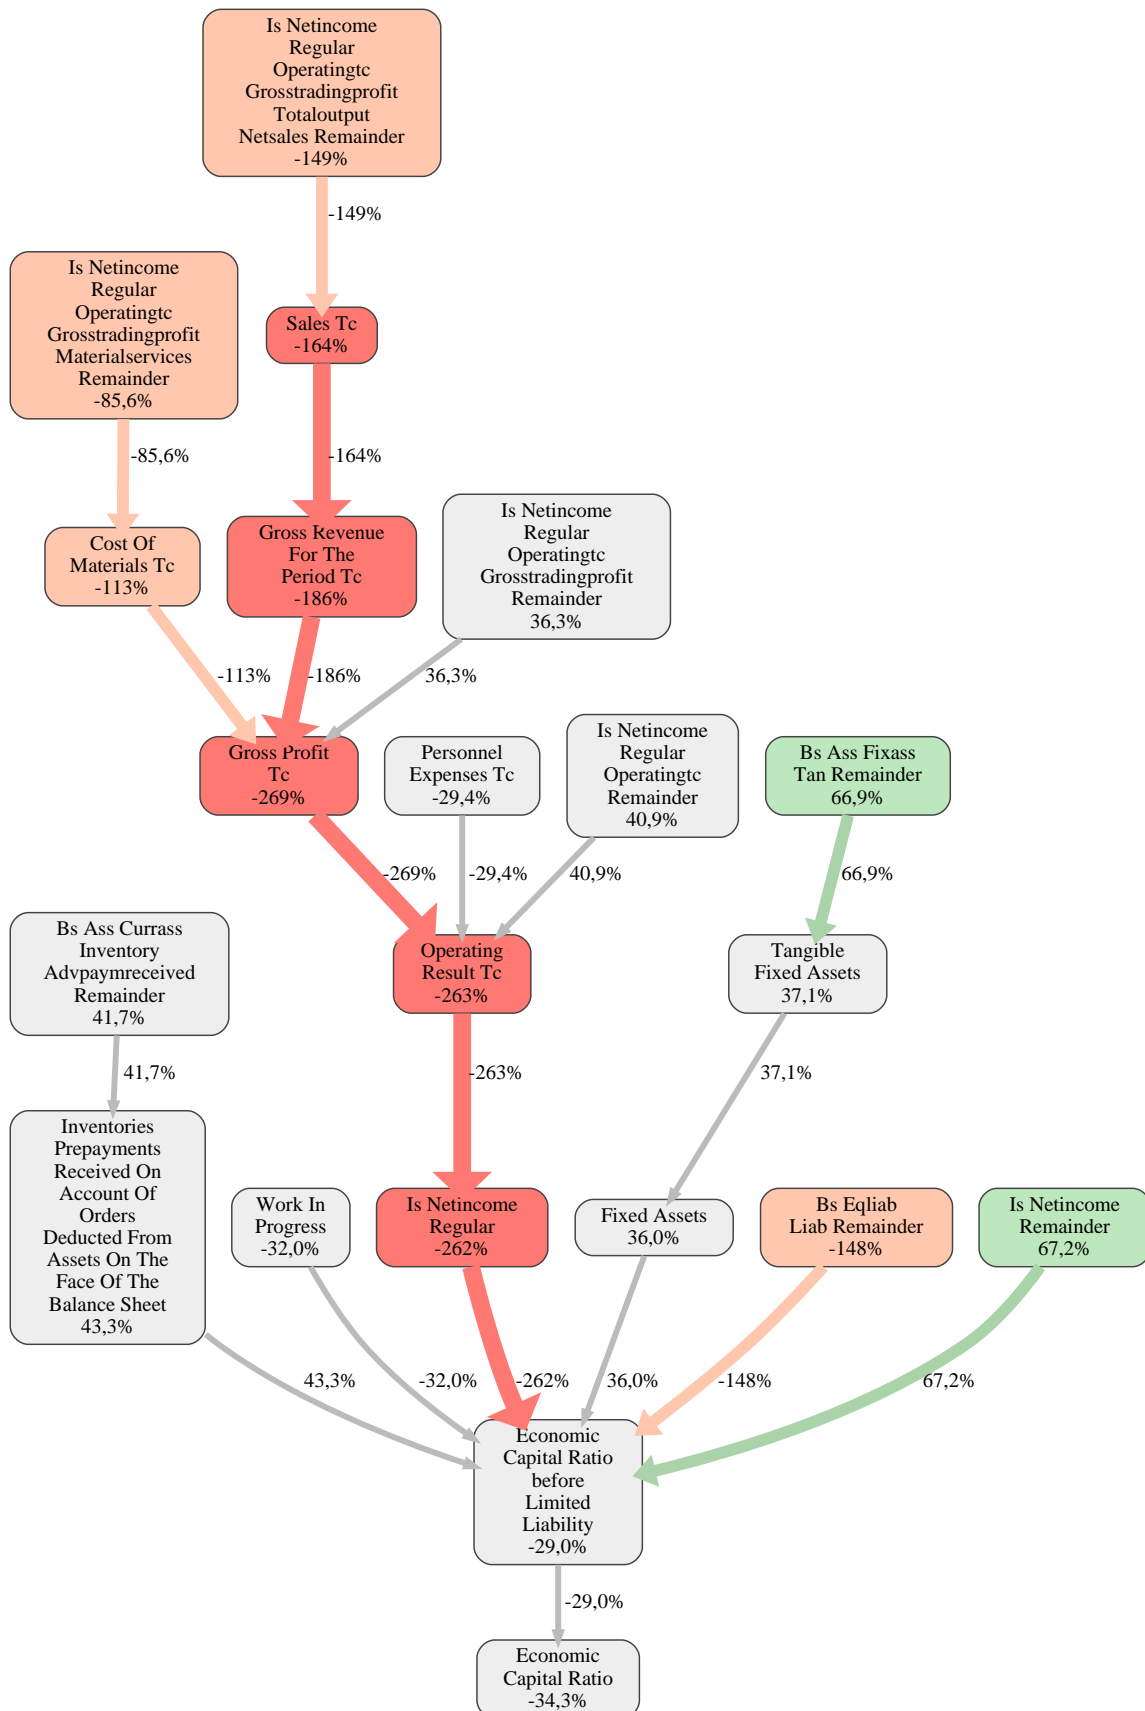 Is Netincome
Regular
Operatingtc
Grosstradingprofit
Totaloutput
Netsales Remainder
-149%
-149%
Is Netincome
Regular
Operatingtc
Grosstradingprofit
Materialservices
Remainder
-85,6%
Sales Tc
-164%
-85,6%
-164%
Cost Of
Materials Tc
-113%
Gross Revenue
For The
Period Tc
-186%
Is Netincome
Regular
Operatingtc
Grosstradingprofit
Remainder
36,3%
-113%
-186%
36,3%
Gross Profit
Tc
-269%
Personnel
Expenses Tc
-29,4%
Is Netincome
Regular
Operatingtc
Remainder
40,9%
Bs Ass Fixass
Tan Remainder
66,9%
-269%
-29,4%
40,9%
66,9%
Bs Ass Currass
Inventory
Advpaymreceived
Remainder
41,7%
Operating
Result Tc
-263%
Tangible
Fixed Assets
37,1%
41,7%
-263%
37,1%
Inventories
Prepayments
Received On
Account Of
Orders
Deducted From
Assets On The
Face Of The
Balance Sheet
43,3%
Work In
Progress
-32,0%
Is Netincome
Regular
-262%
Fixed Assets
36,0%
Bs Eqliab
Liab Remainder
-148%
Is Netincome
Remainder
67,2%
43,3%
-32,0%
-262%
36,0%
-148%
67,2%
Economic
Capital Ratio
before
Limited
Liability
-29,0%
-29,0%
Economic
Capital Ratio
-34,3%